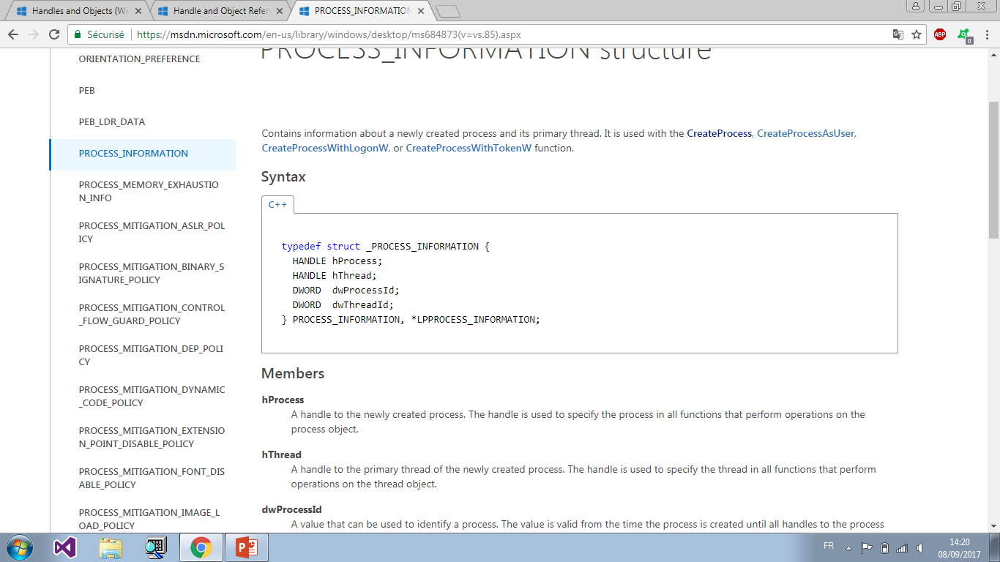 Handles and Objects (Wi
Handle and Object Refer
PROCESS_INFORMATION
Sécurisé
https://msdn.microsoft.com/en-us/library/windows/desktop/ms684873(v=vs.85).aspx
ABP
0
PROCESS_INFORMATION structure
ORIENTATION_PREFERENCE
PEB
PEB_LDR_DATA
PROCESS_INFORMATION
PROCESS_MEMORY_EXHAUSTIO
N_INFO
PROCESS_MITIGATION_ASLR_POL
ICY
PROCESS_MITIGATION_BINARY_S
IGNATURE_POLICY
PROCESS_MITIGATION_CONTROL
_FLOW_GUARD_POLICY
PROCESS_MITIGATION_DEP_POLI
CY
PROCESS_MITIGATION_DYNAMIC
_CODE_POLICY
PROCESS_MITIGATION_EXTENSIO
N_POINT_DISABLE_POLICY
PROCESS_MITIGATION_FONT_DIS
ABLE_POLICY
PROCESS_MITIGATION_IMAGE_L
OAD_POLICY
Contains information about a newly created process and its primary thread. It is used with the CreateProcess, CreateProcessAsUser,
CreateProcessWithLogonW, or CreateProcessWithTokenW function.
Syntax
C++
typedef struct _PROCESS_INFORMATION {
HANDLE hProcess;
HANDLE hThread;
DWORD  dwProcessId;
DWORD  dwThreadId;
} PROCESS_INFORMATION, *LPPROCESS_INFORMATION;
Members
hProcess
A handle to the newly created process. The handle is used to specify the process in all functions that perform operations on the
process object.
hThread
A handle to the primary thread of the newly created process. The handle is used to specify the thread in all functions that perform
operations on the thread object.
dwProcessId
A value that can be used to identify a process. The value is valid from the time the process is created until all handles to the process
FR
14:20
08/09/2017